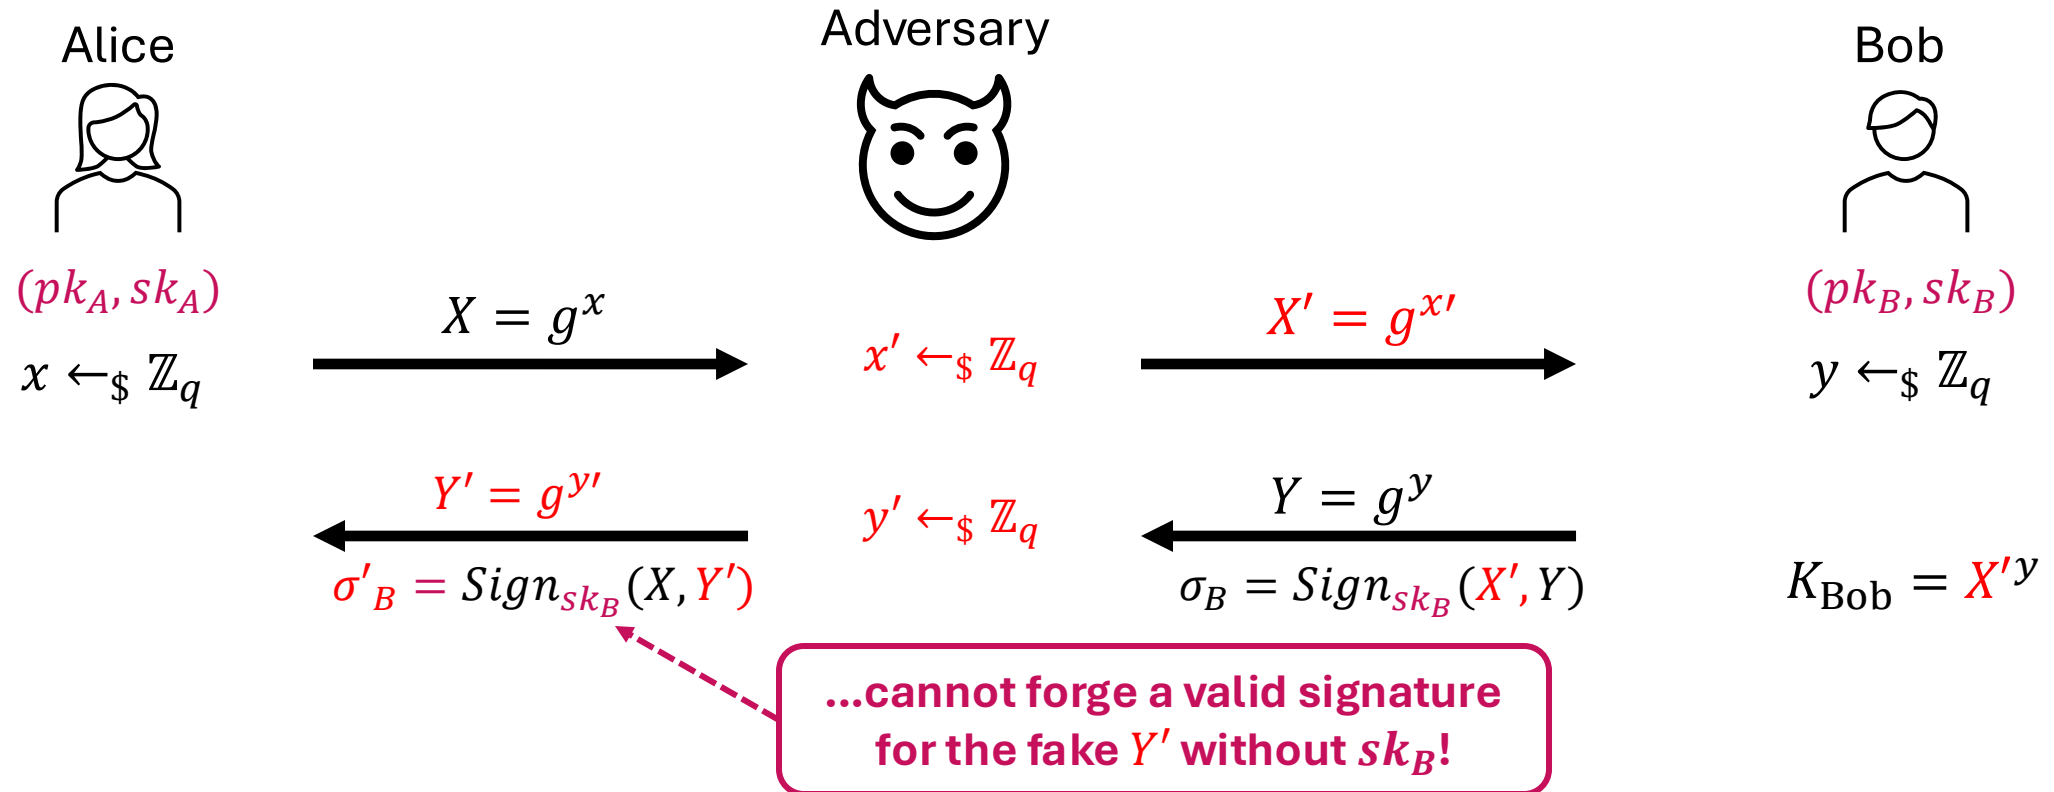 Alice
Adversary
Bob
(pk_A, sk_A)
X = g^x
X′ = g^{x′}
(pk_B, sk_B)
x ←_$ ℤ_q
x′ ←_$ ℤ_q
y ←_$ ℤ_q
Y′ = g^{y′}
y′ ←_$ ℤ_q
Y = g^y
σ′_B = Sign_{sk_B}(X, Y′)
σ_B = Sign_{sk_B}(X′, Y)
K_Bob = X′^y
...cannot forge a valid signature
for the fake Y′ without sk_B!